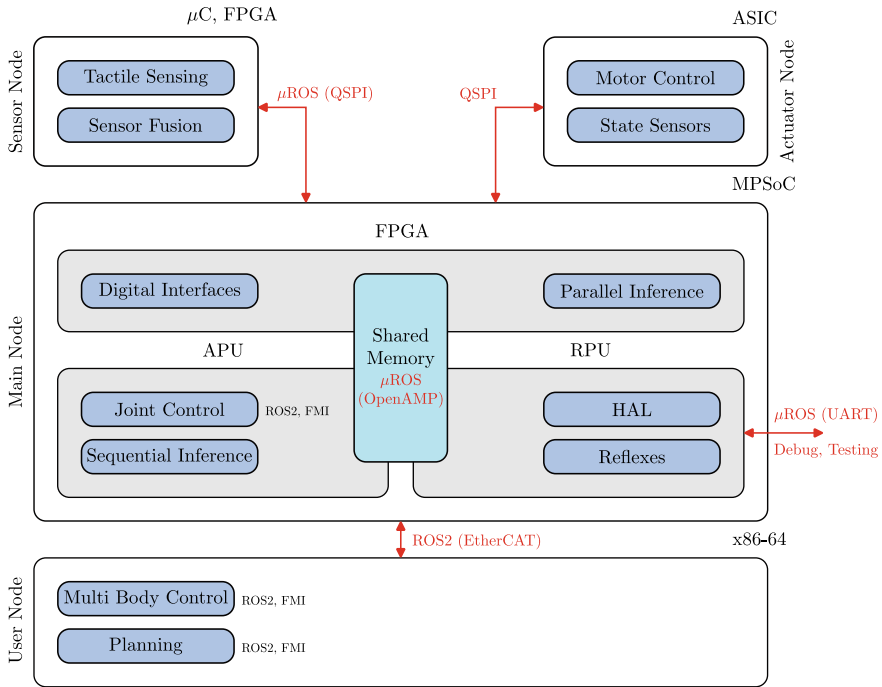 μC, FPGA
ASIC
Sensor Node
Tactile Sensing
Sensor Fusion
μROS (QSPI)
QSPI
Motor Control
State Sensors
Actuator Node
MPSoC
Main Node
FPGA
Digital Interfaces
Parallel Inference
Shared
Memory
μROS
(OpenAMP)
APU
RPU
Joint Control
ROS2, FMI
Sequential Inference
HAL
Reflexes
μROS (UART)
Debug, Testing
ROS2 (EtherCAT)
x86-64
User Node
Multi Body Control
ROS2, FMI
Planning
ROS2, FMI